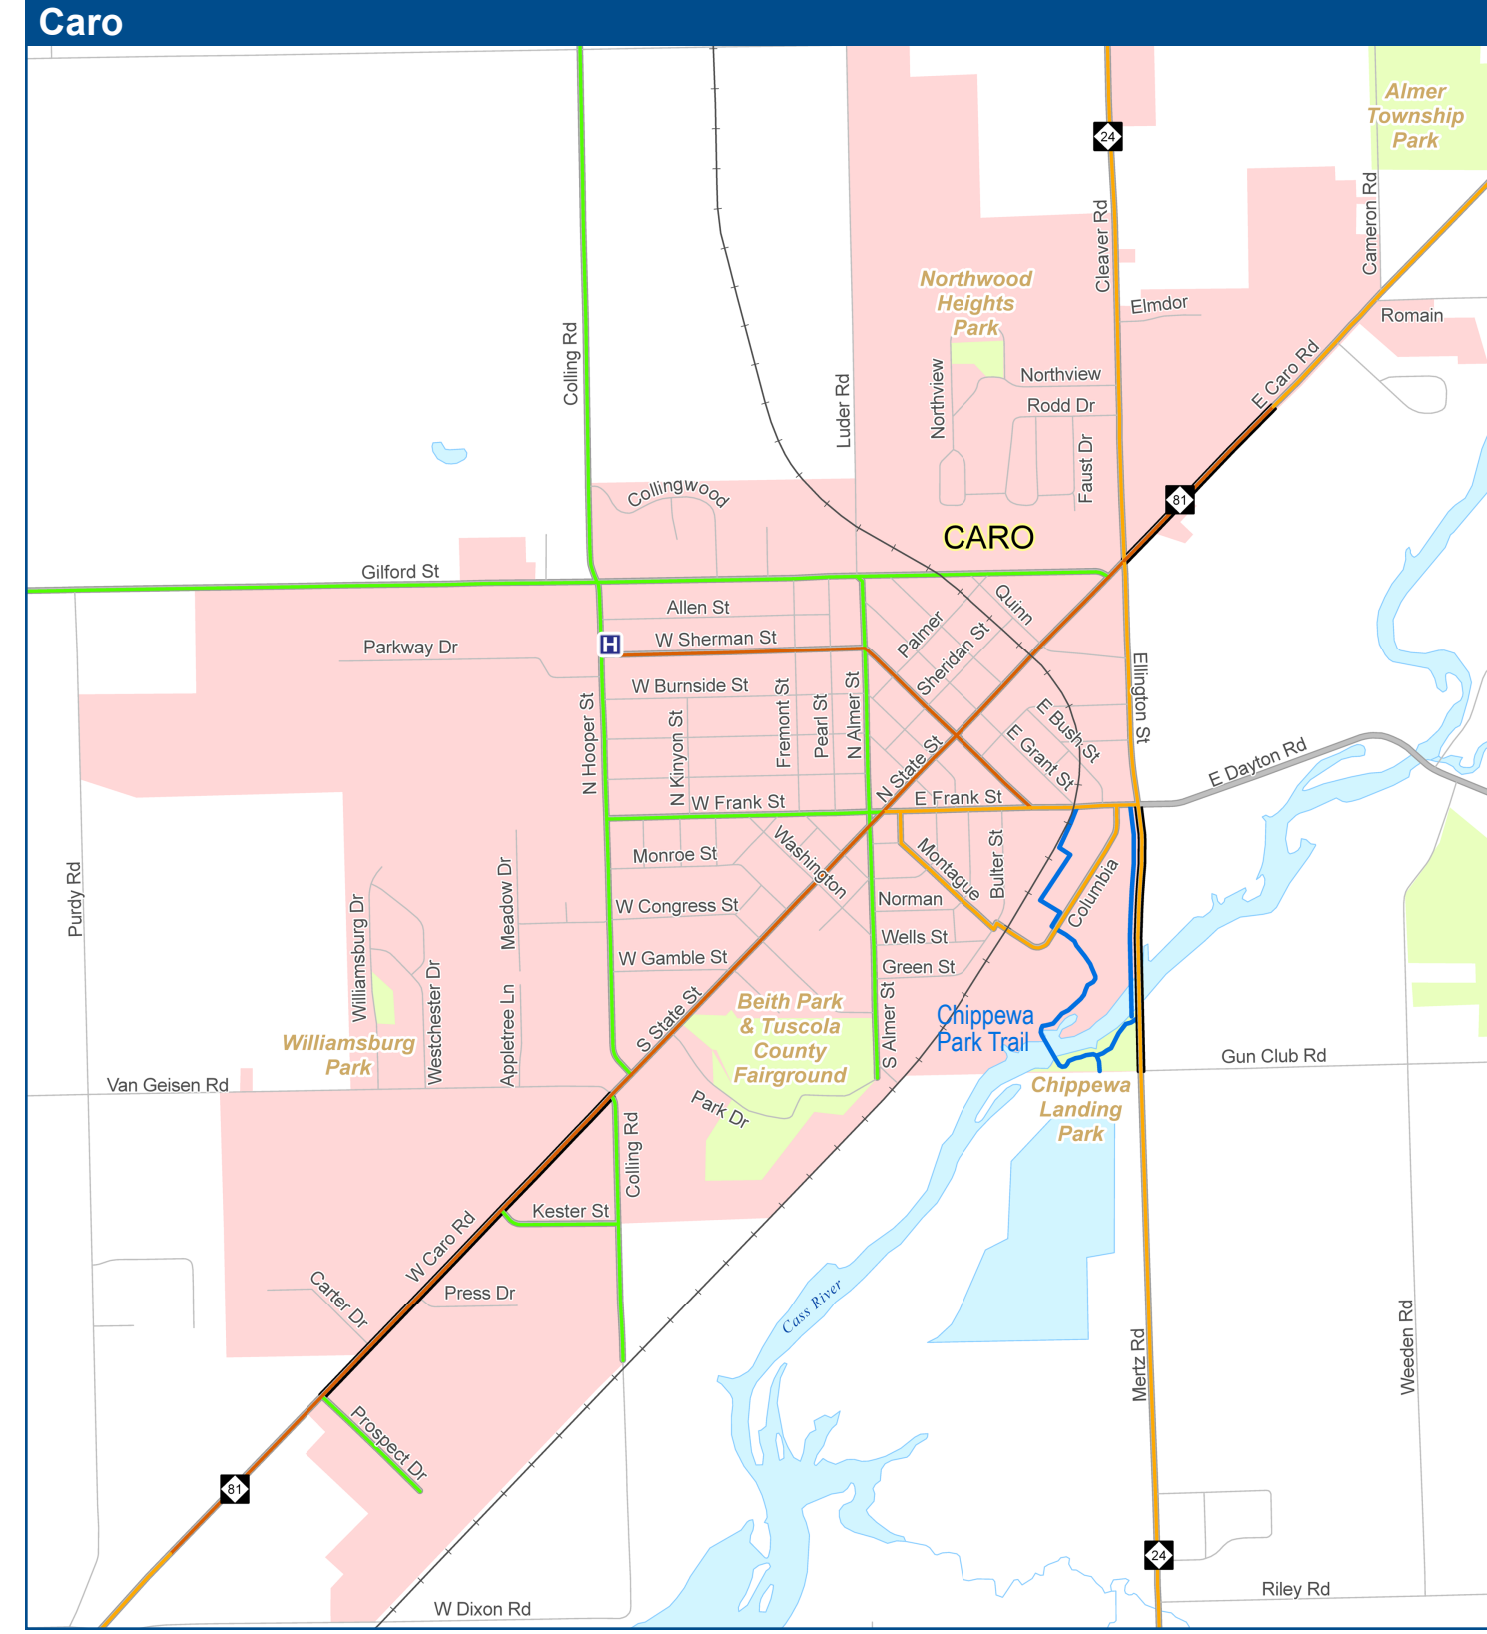 Caro
Almer
Township
Park
24
Cameron Rd
Cleaver Rd
Northwood
Heights
Park
Elmdor
Romain
Colling Rd
E Caro Rd
Northview
Northview
Luder Rd
Rodd Dr
Faust Dr
Collingwood
81
CARO
Gilford St
Quinn
Allen St
Palmer
H
W Sherman St
Parkway Dr
Sheridan St
Ellington St
W Burnside St
N Hooper St
N Kinyon St
Fremont St
Pearl St
N Almer St
E Bush St
E Grant St
N State St
E Dayton Rd
W Frank St
E Frank St
Washington
Montague
Bulter St
Columbia
Monroe St
Purdy Rd
Meadow Dr
Williamsburg Dr
W Congress St
Norman
Wells St
W Gamble St
Green St
Westchester Dr
Appletree Ln
S State St
S Almer St
Beith Park
& Tuscola
County
Fairground
Chippewa
Park Trail
Williamsburg
Park
Gun Club Rd
Van Geisen Rd
Chippewa
Landing
Park
Park Dr
Colling Rd
Kester St
W Caro Rd
Press Dr
Carter Dr
Cass River
Mertz Rd
Weeden Rd
Prospect Dr
81
24
Riley Rd
W Dixon Rd